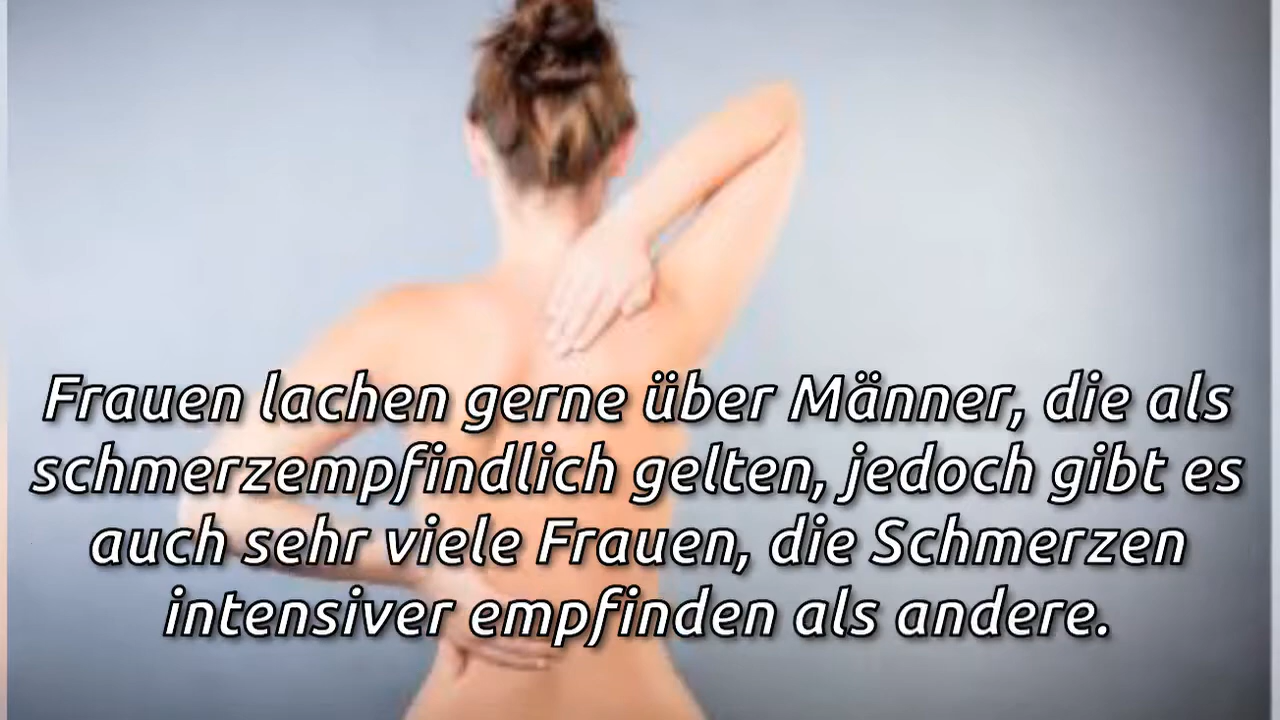 Frauen lachen gerne über Männer, die als
schmerzempfindlich gelten, jedoch gibt es
auch sehr viele Frauen, die Schmerzen
intensiver empfinden als andere.